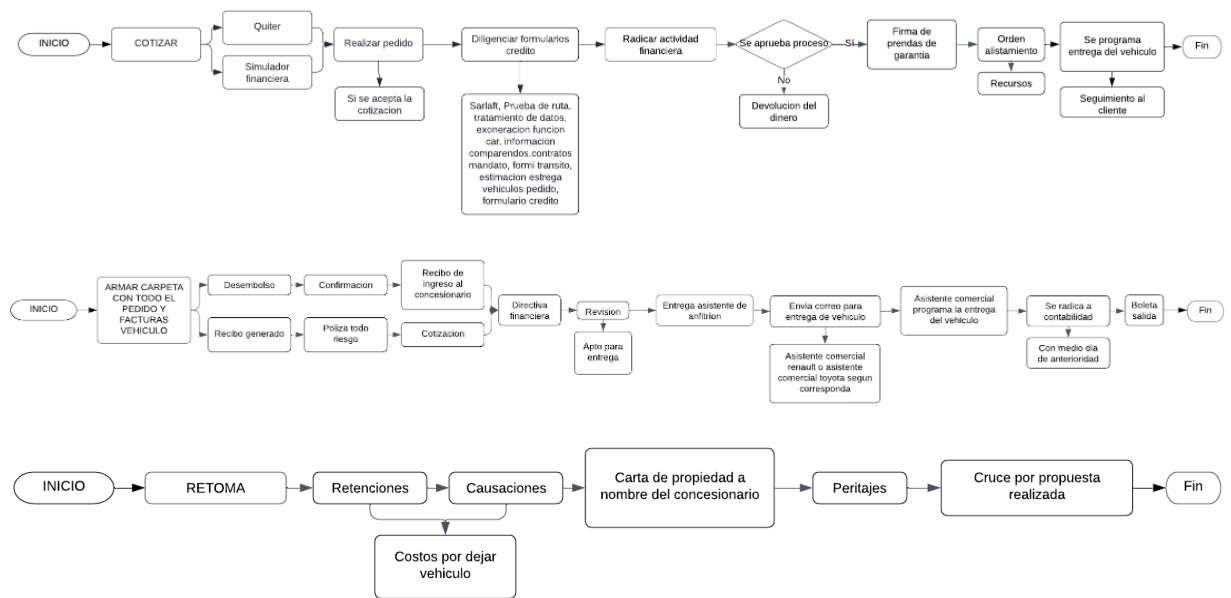 INICIO
COTIZAR
Quiter
Simulador
financiera
Realizar pedido
Si se acepta la
cotizacion
Diligenciar formularios
credito
Sarlaft, Prueba de ruta,
tratamiento de datos,
exoneracion funcion
car, informacion
comparendos,contratos
mandato, formi transito,
estimacion estrega
vehiculos pedido,
formulario credito
Radicar actividad
financiera
Se aprueba proceso
Sí
No
Devolucion del
dinero
Firma de
prendas de
garantia
Orden
alistamiento
Recursos
Se programa
entrega del vehiculo
Seguimiento al
cliente
Fin
INICIO
ARMAR CARPETA
CON TODO EL
PEDIDO Y
FACTURAS
VEHICULO
Desembolso
Confirmacion
Recibo de
ingreso al
concesionario
Recibo generado
Poliza todo
riesgo
Cotizacion
Directiva
financiera
Revision
Apto para
entrega
Entrega asistente de
anfitrion
Envia correo para
entrega de vehiculo
Asistente comercial
renault o asistente
comercial toyota segun
corresponda
Asistente comercial
programa la entrega
del vehiculo
Se radica a
contabilidad
Con medio dia
de anterioridad
Boleta
salida
Fin
INICIO
RETOMA
Retenciones
Causaciones
Costos por dejar
vehiculo
Carta de propiedad a
nombre del concesionario
Peritajes
Cruce por propuesta
realizada
Fin